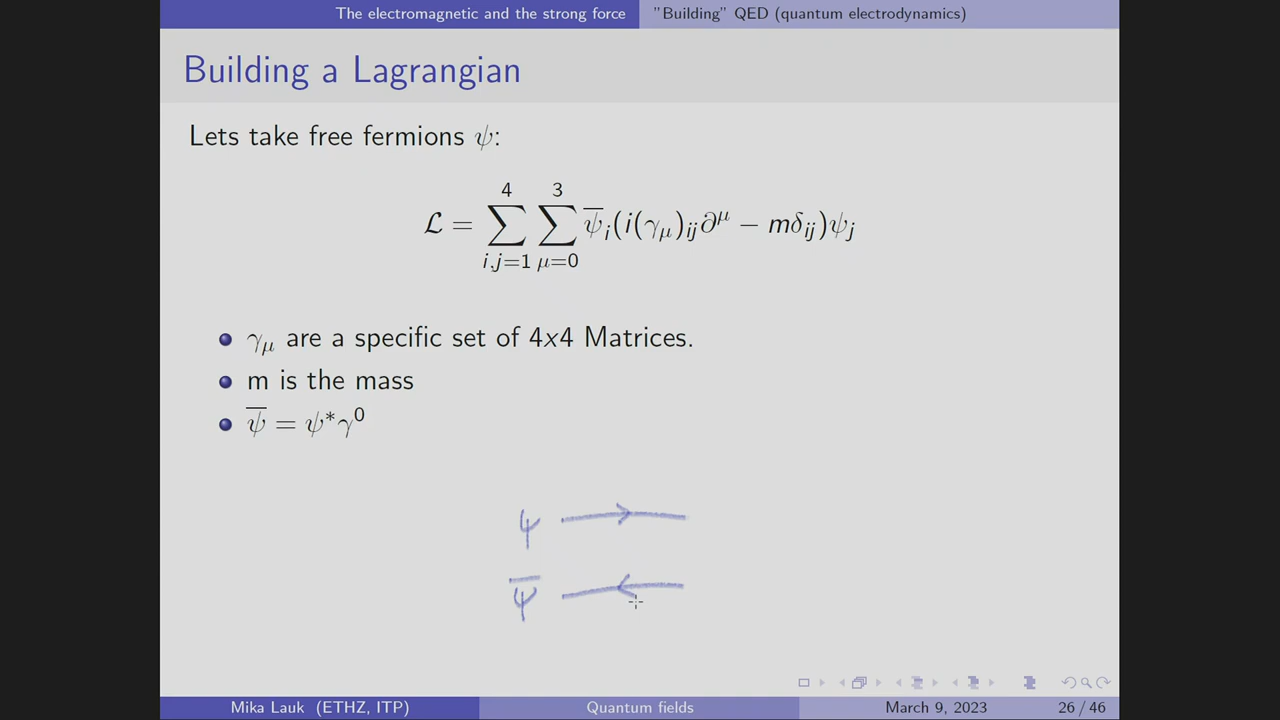 The electromagnetic and the strong force "Building" QED (quantum electrodynamics)
Building a Lagrangian
Lets take free fermions ψ:
ℒ = ∑_{i,j=1}^{4} ∑_{μ=0}^{3} ψ̅_i(i(γ_μ)_{ij}∂^μ − mδ_{ij})ψ_j
γ_μ are a specific set of 4x4 Matrices.
m is the mass
ψ̅ = ψ*γ⁰
ψ
ψ̅
Mika Lauk (ETHZ, ITP) Quantum fields March 9, 2023 26 / 46